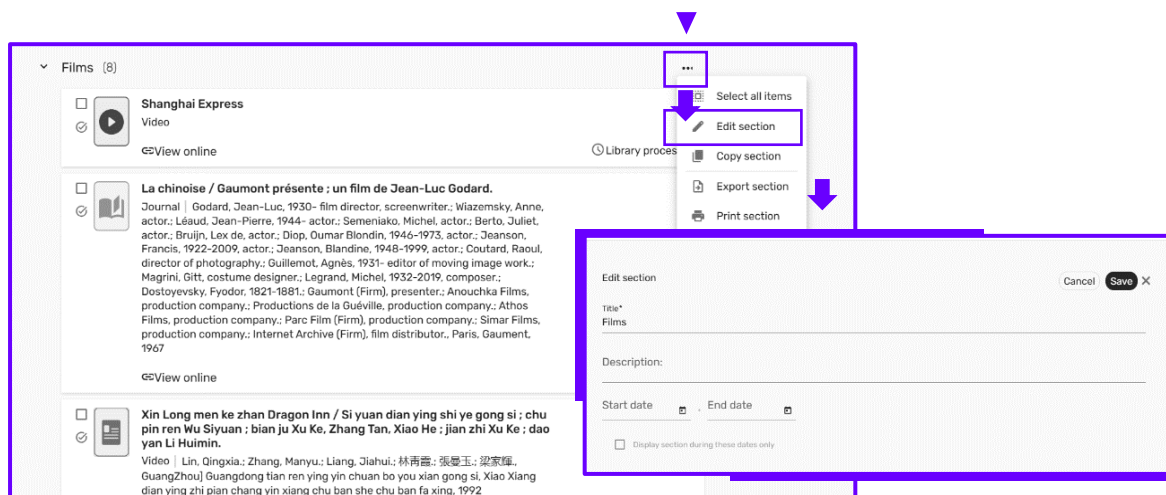 Films (8)
Shanghai Express
Video
View online
Library proces
Select all items
Edit section
Copy section
Export section
Print section
La chinoise / Gaumont présente ; un film de Jean-Luc Godard.
Journal | Godard, Jean-Luc, 1930- film director, screenwriter.; Wiazemsky, Anne,
actor.; Léaud, Jean-Pierre, 1944- actor.; Semeniako, Michel, actor.; Berto, Juliet,
actor.; Bruijn, Lex de, actor.; Diop, Oumar Blondin, 1946-1973, actor.; Jeanson,
Francis, 1922-2009, actor.; Jeanson, Blandine, 1948-1999, actor.; Coutard, Raoul,
director of photography.; Guillemot, Agnès, 1931- editor of moving image work.;
Magrini, Gitt, costume designer.; Legrand, Michel, 1932-2019, composer.;
Dostoyevsky, Fyodor, 1821-1881.; Gaumont (Firm), presenter.; Anouchka Films,
production company.; Productions de la Guéville, production company.; Athos
Films, production company.; Parc Film (Firm), production company.; Simar Films,
production company.; Internet Archive (Firm), film distributor., Paris, Gaument,
1967
View online
Xin Long men ke zhan Dragon Inn / Si yuan dian ying shi ye gong si ; chu
pin ren Wu Siyuan ; bian ju Xu Ke, Zhang Tan, Xiao He ; jian zhi Xu Ke ; dao
yan Li Huimin.
Video | Lin, Qingxia.; Zhang, Manyu.; Liang, Jiahui.; 林青霞.; 張曼玉.; 梁家輝.,
GuangZhou] Guangdong tian ren ying yin chuan bo you xian gong si, Xiao Xiang
dian ying zhi pian chang yin xiang chu ban she chu ban fa xing, 1992
Edit section
Cancel
Save
Title*
Films
Description:
Start date
End date
Display section during these dates only